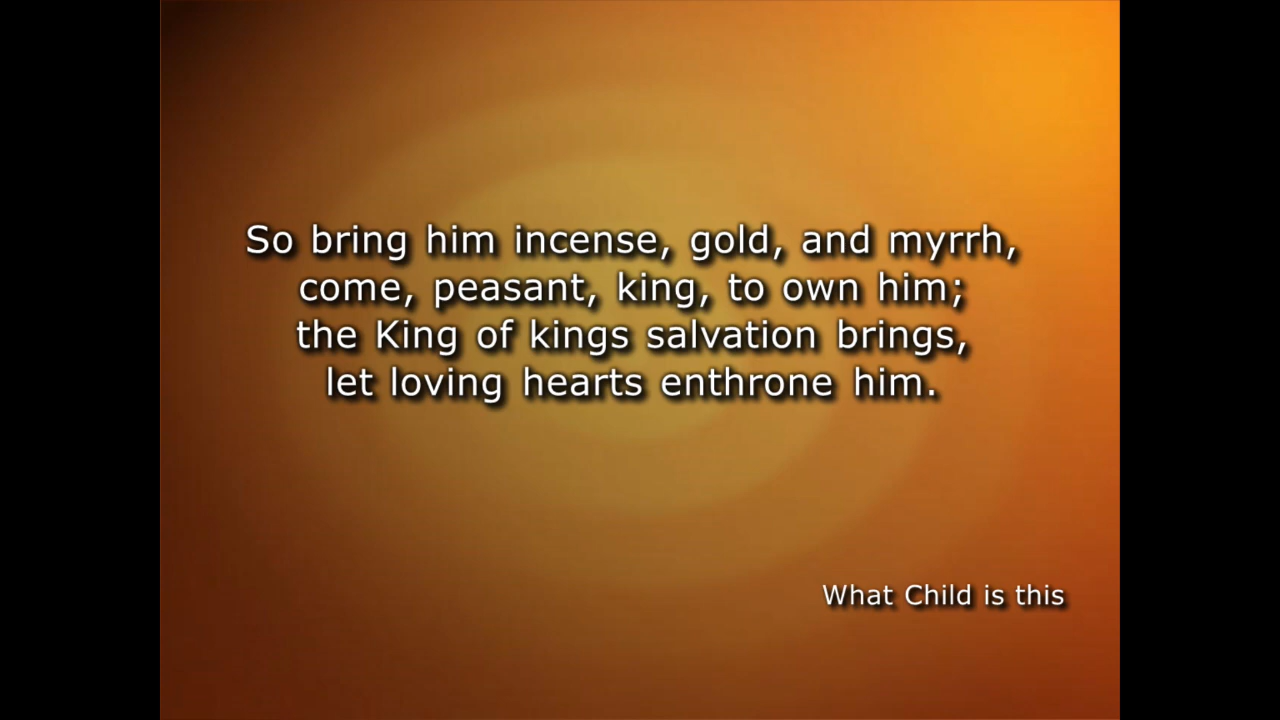 So bring him incense, gold, and myrrh,
come, peasant, king, to own him;
the King of kings salvation brings,
let loving hearts enthrone him.
What Child is this